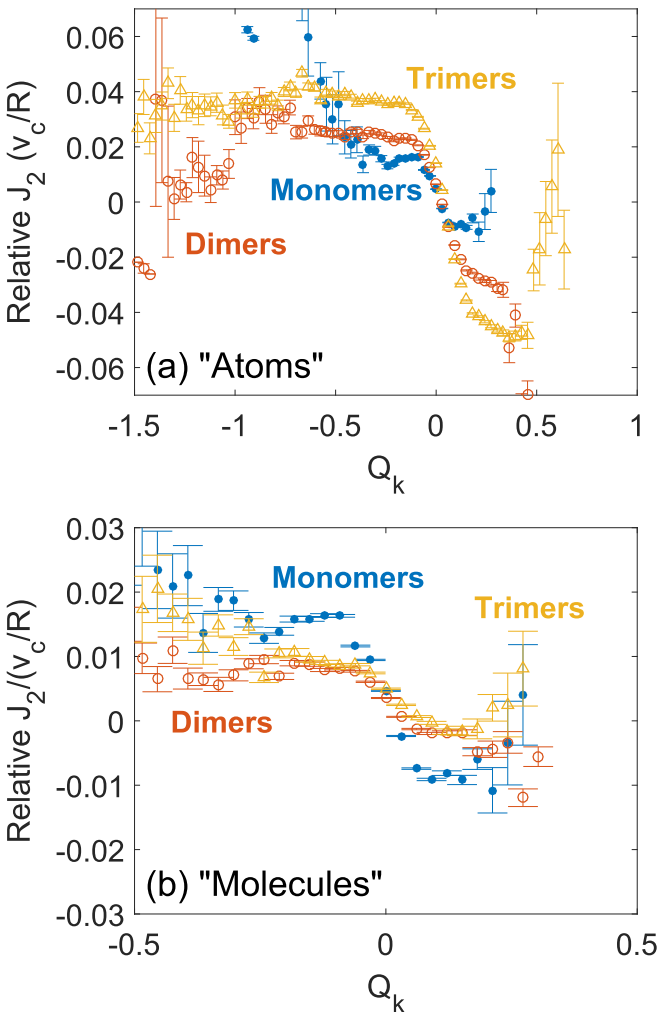 0.06
0.04
0.02
0
-0.02
-0.04
-0.06
Relative J2 (vc/R)
Trimers
Monomers
Dimers
(a) "Atoms"
-1.5 -1 -0.5 0 0.5 1
Qk
0.03
0.02
0.01
0
-0.01
-0.02
-0.03
Relative J2/(vc/R)
Monomers
Trimers
Dimers
(b) "Molecules"
-0.5 0 0.5
Qk